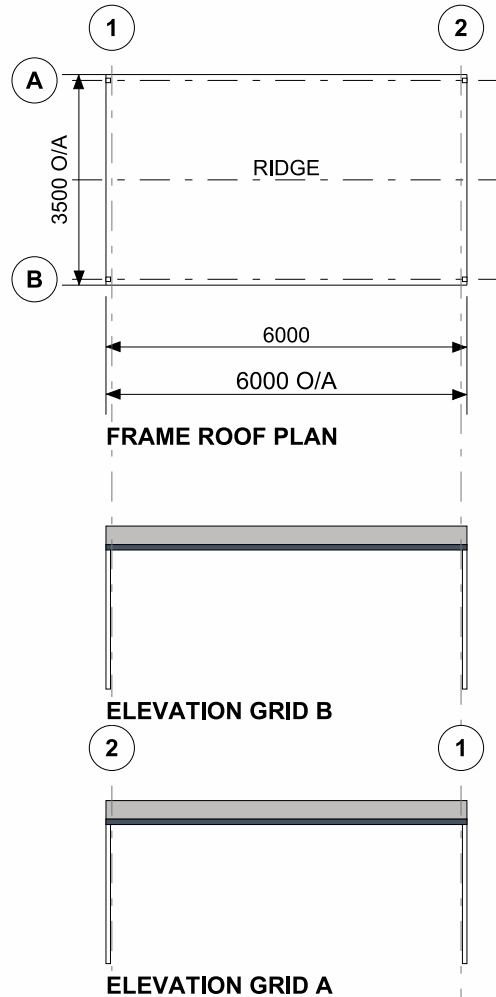 1
2
A
3500 O/A
RIDGE
B
6000
6000 O/A
FRAME ROOF PLAN
ELEVATION GRID B
2
1
ELEVATION GRID A